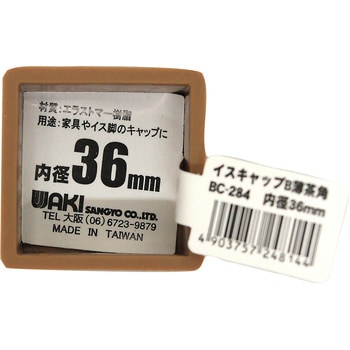 材質:エラストマー樹脂
用途:家具やイス脚のキャップに
内径36mm
WAKI SANGYO CO.,LTD.
TEL 大阪(06)6723-9879
MADE IN TAIWAN
イスキャップB薄茶角
BC-284 内径36mm
4903757248144